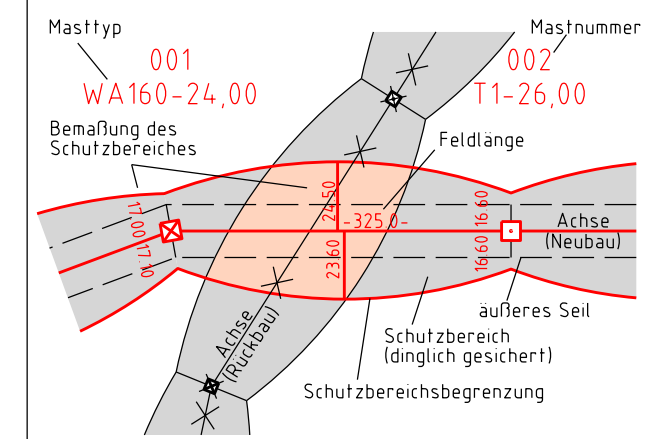 Masttyp
Mastnummer
001
WA160-24,00
002
T1-26,00
Bemaßung des
Schutzbereiches
Feldlänge
24.50
-325.0-
23.60
17.00
17.10
16.60
16.60
Achse
(Neubau)
äußeres Seil
Achse
(Rückbau)
Schutzbereich
(dinglich gesichert)
Schutzbereichsbegrenzung